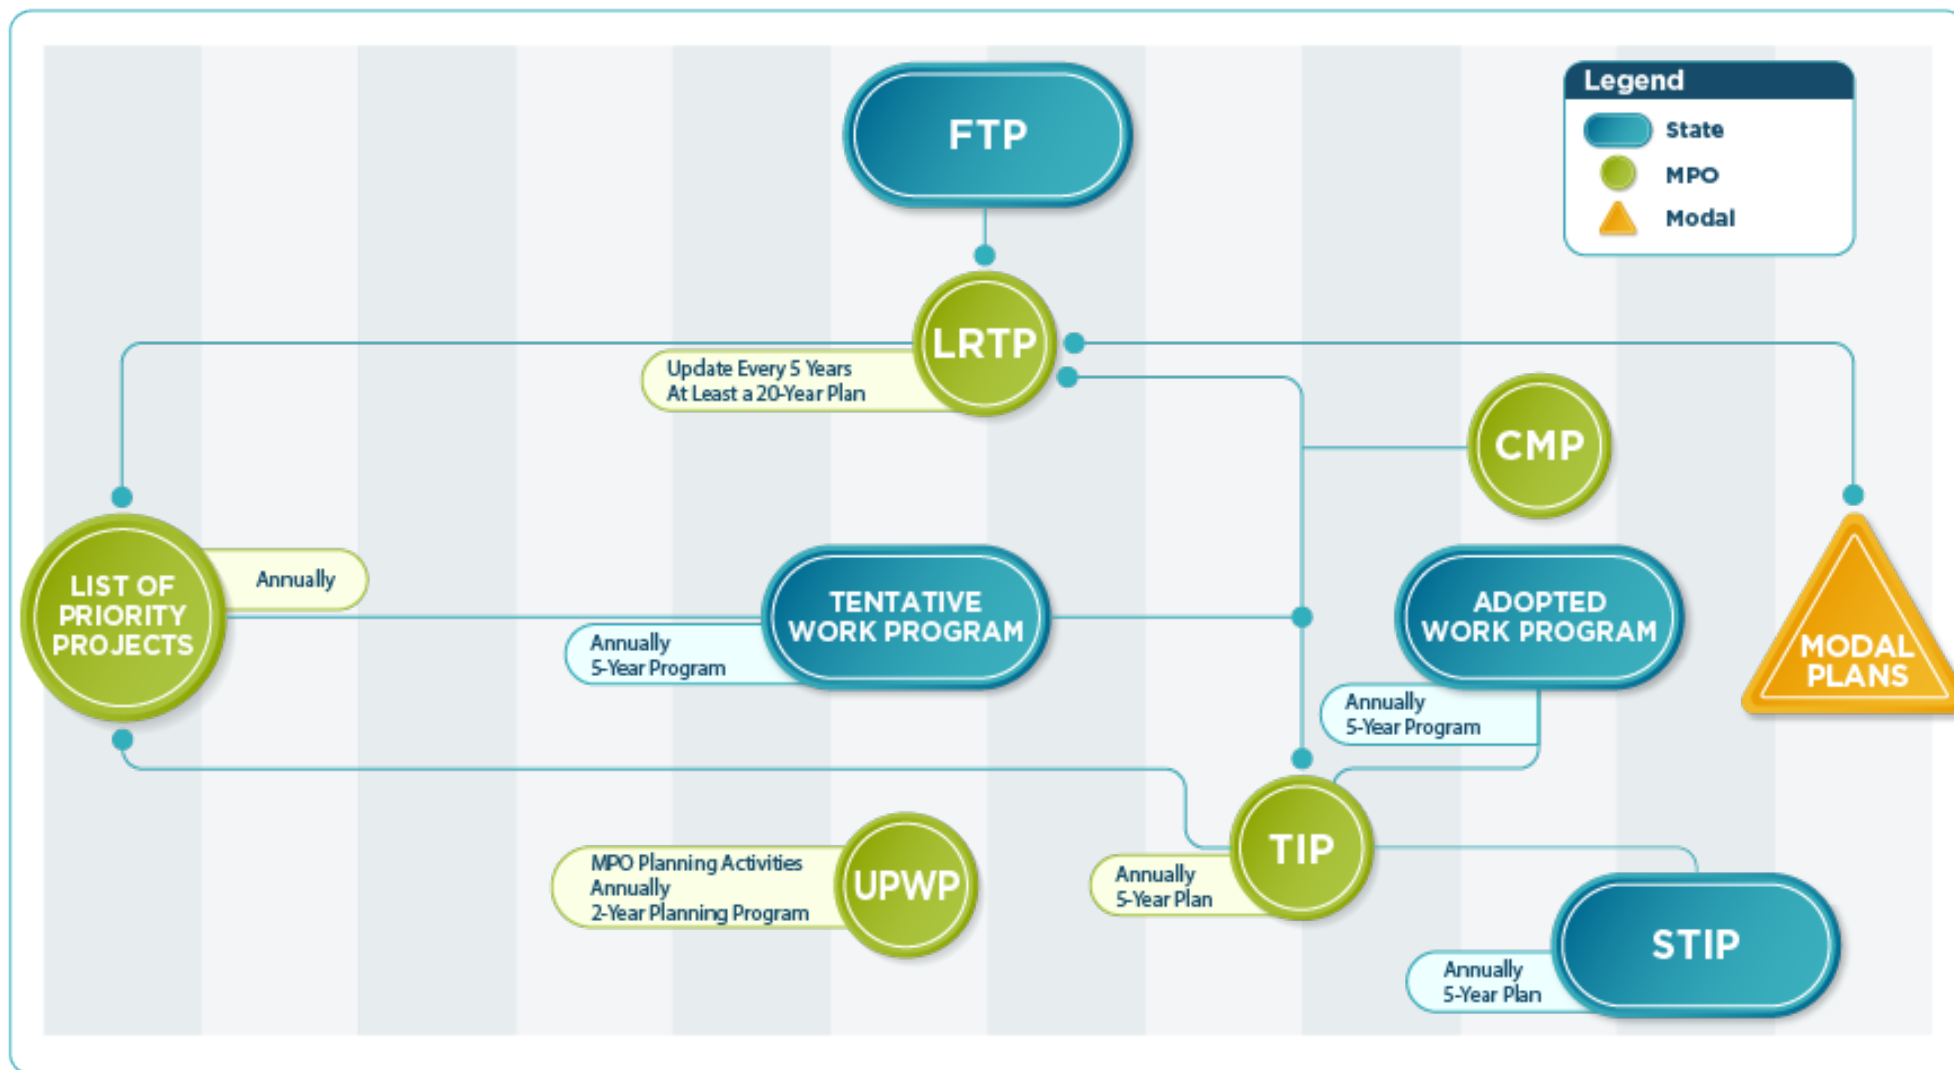 Legend
State
MPO
Modal
FTP
LRTP
Update Every 5 Years
At Least a 20-Year Plan
CMP
LIST OF
PRIORITY
PROJECTS
Annually
TENTATIVE
WORK PROGRAM
Annually
5-Year Program
ADOPTED
WORK PROGRAM
Annually
5-Year Program
MODAL
PLANS
UPWP
MPO Planning Activities
Annually
2-Year Planning Program
TIP
Annually
5-Year Plan
STIP
Annually
5-Year Plan